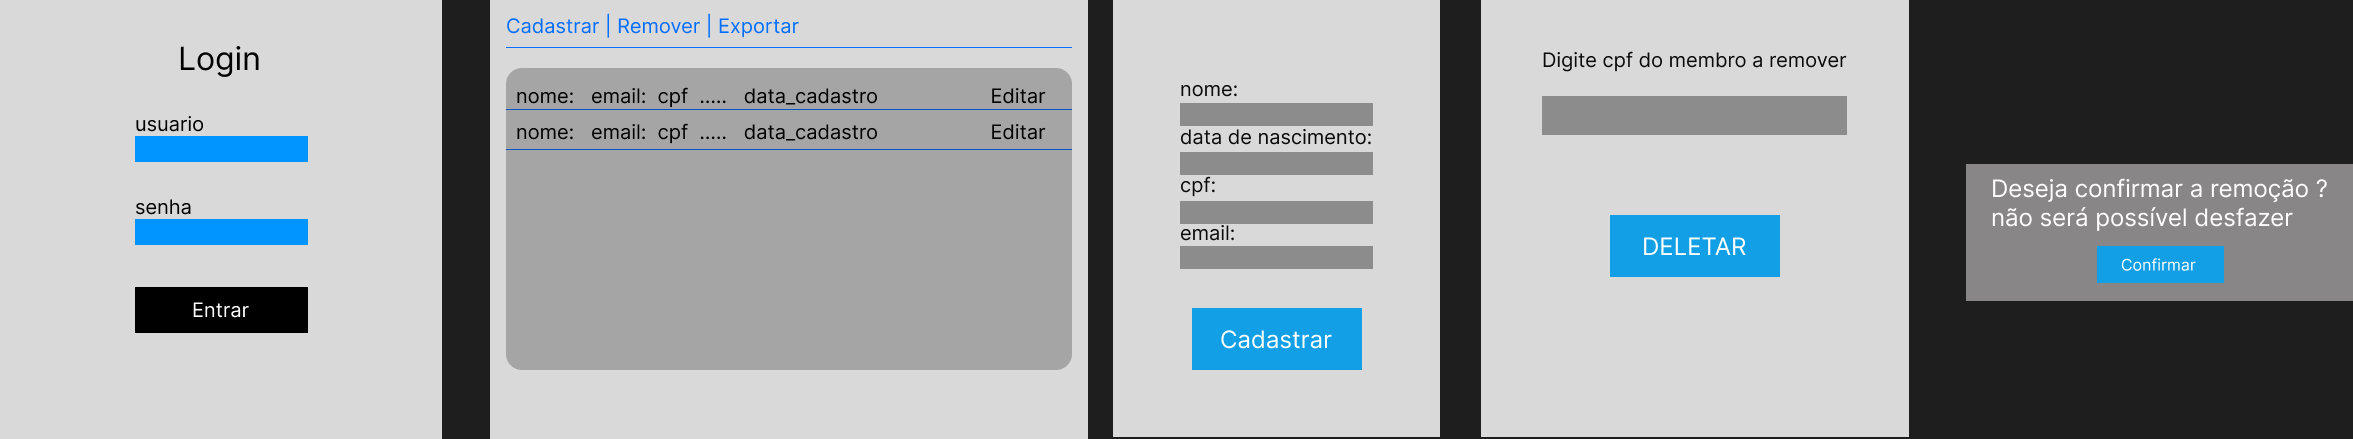 Login
usuario
senha
Entrar
Cadastrar | Remover | Exportar
nome: email: cpf ..... data_cadastro Editar
nome: email: cpf ..... data_cadastro Editar
nome:
data de nascimento:
cpf:
email:
Cadastrar
Digite cpf do membro a remover
DELETAR
Deseja confirmar a remoção ?
não será possível desfazer
Confirmar